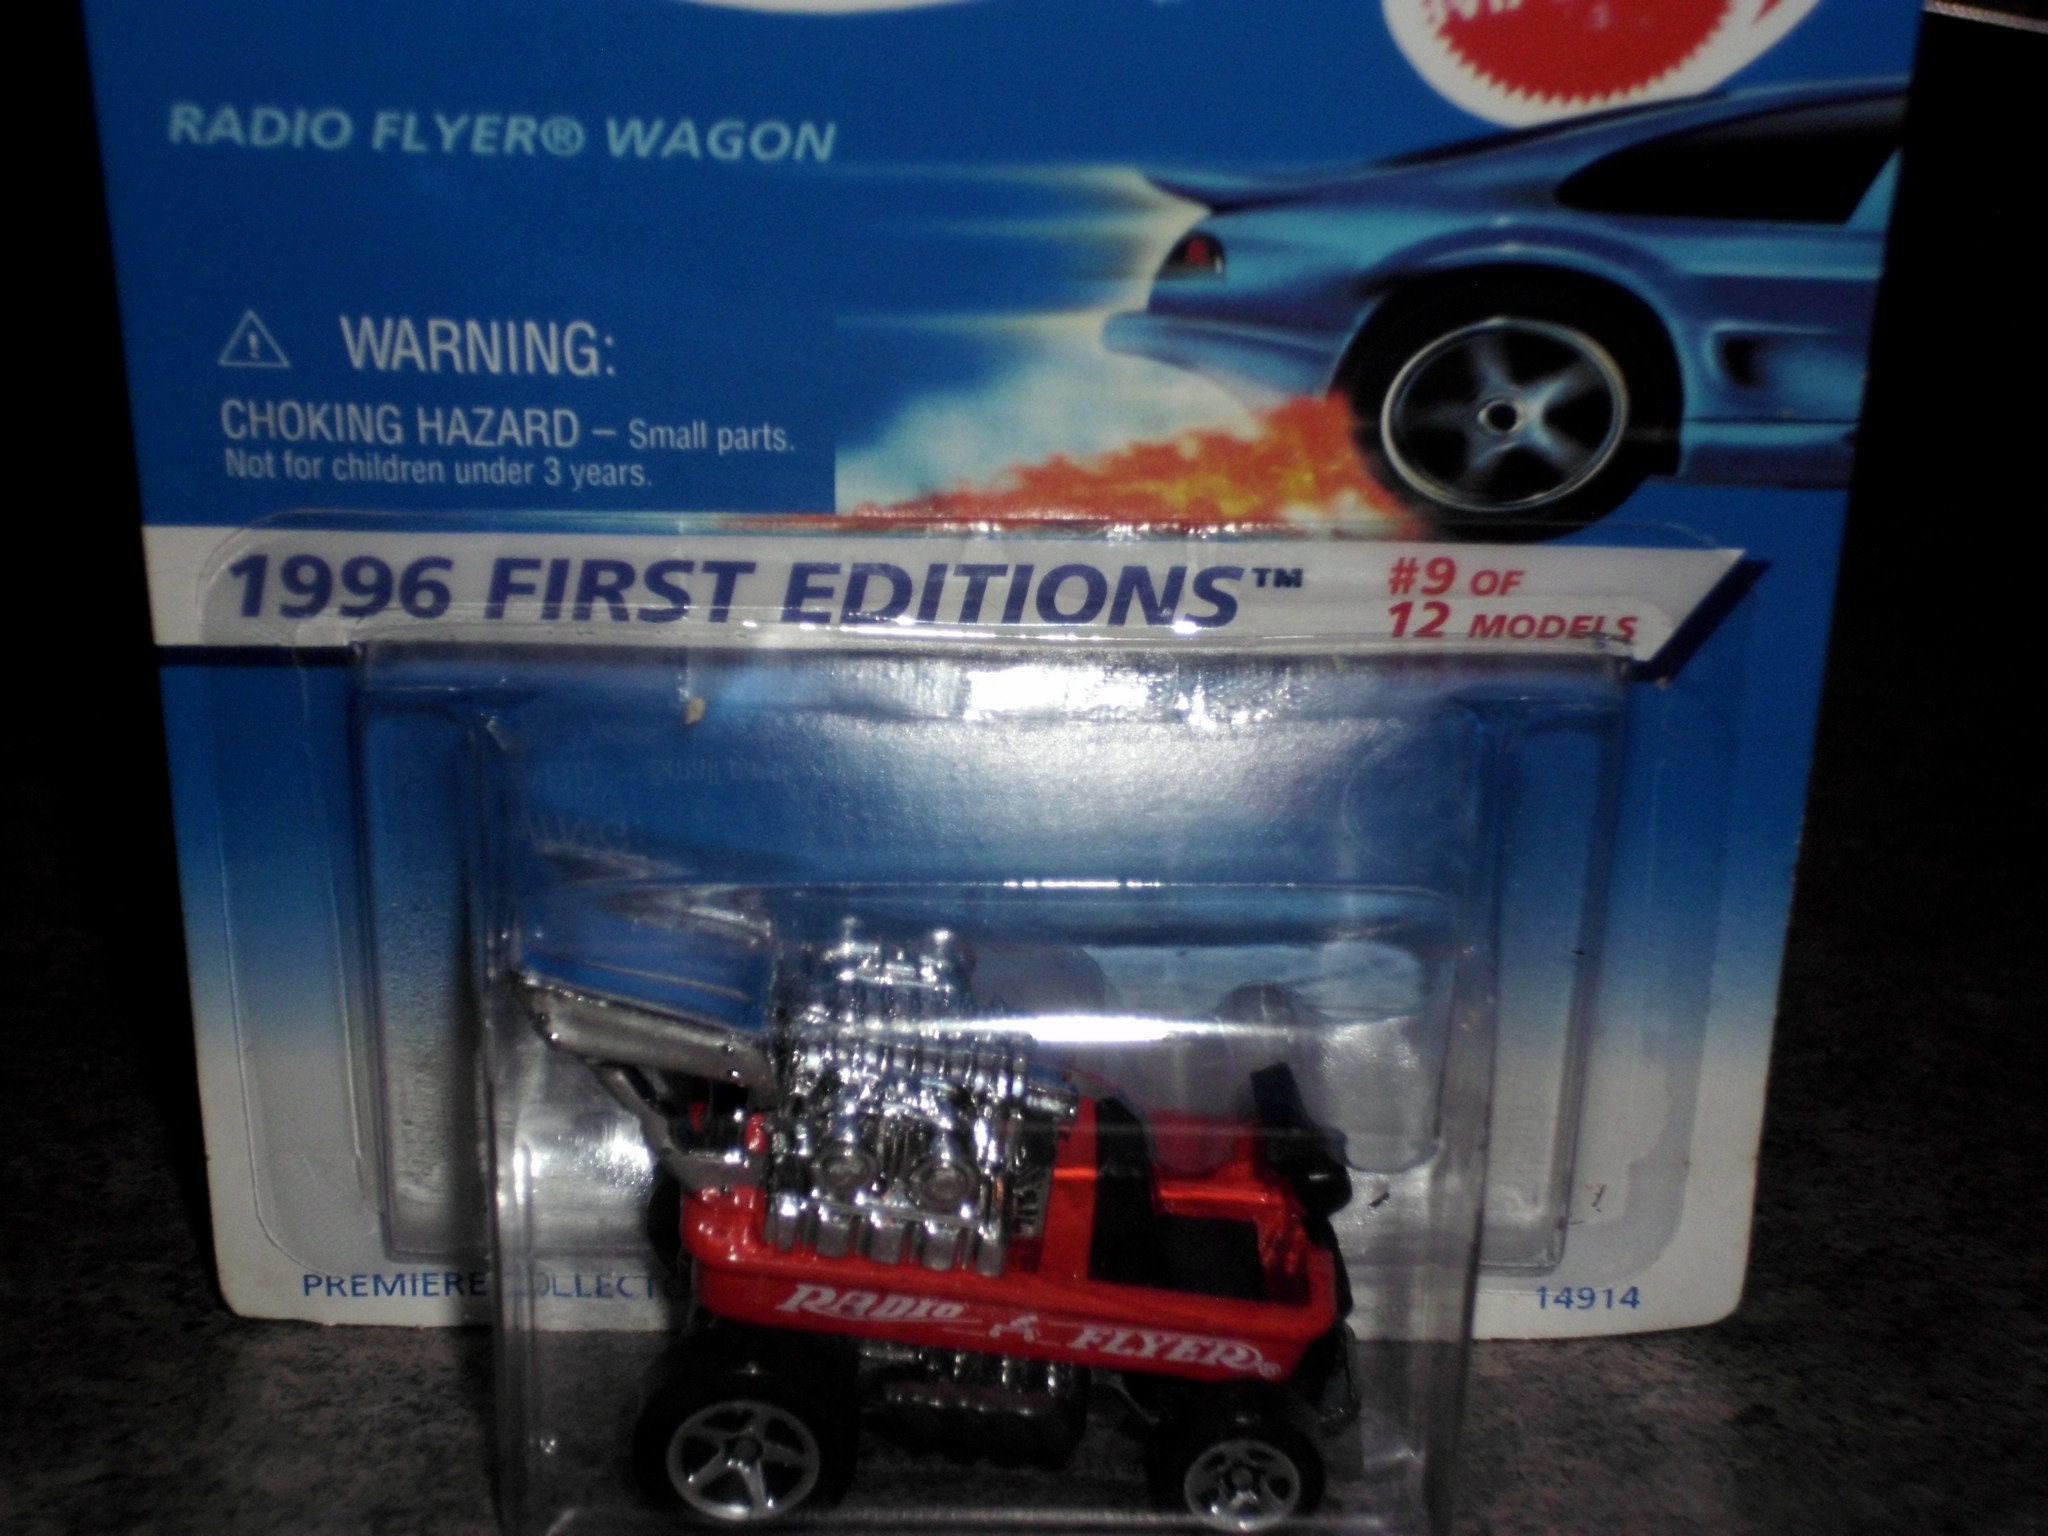 RADIO FLYER® WAGON
WARNING:
CHOKING HAZARD – Small parts.
Not for children under 3 years.
1996 FIRST EDITIONS™
#9 OF
12 MODELS
PREMIERE
14914
RADIO FLYER®